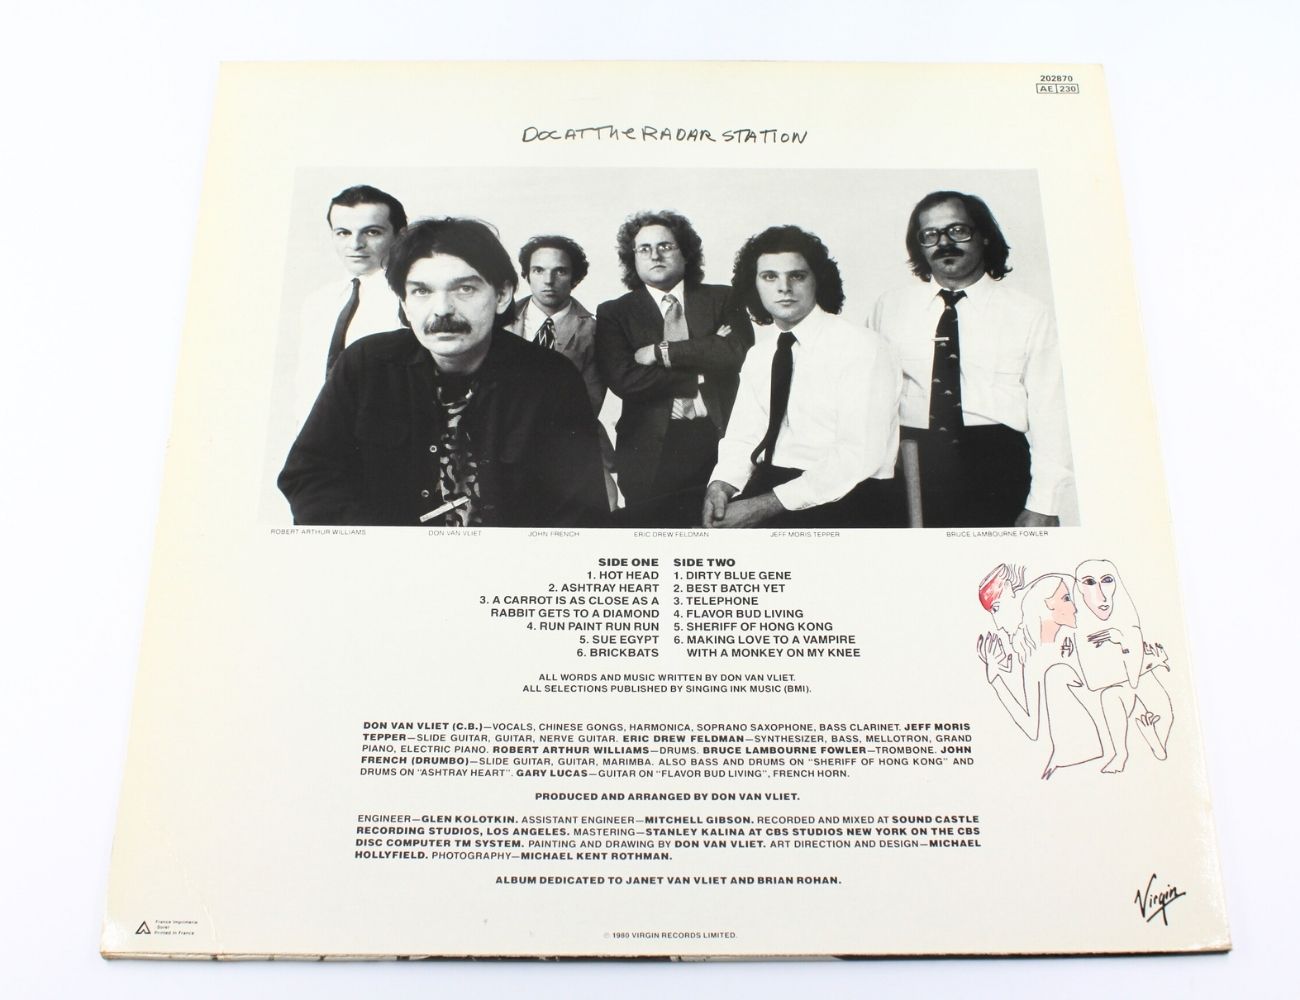 202870
AE 230
DOC AT THE RADAR STATION
ROBERT ARTHUR WILLIAMS DON VAN VLIET JOHN FRENCH ERIC DREW FELDMAN JEFF MORIS TEPPER BRUCE LAMBOURNE FOWLER
SIDE ONE
1. HOT HEAD
2. ASHTRAY HEART
3. A CARROT IS AS CLOSE AS A
RABBIT GETS TO A DIAMOND
4. RUN PAINT RUN RUN
5. SUE EGYPT
6. BRICKBATS
SIDE TWO
1. DIRTY BLUE GENE
2. BEST BATCH YET
3. TELEPHONE
4. FLAVOR BUD LIVING
5. SHERIFF OF HONG KONG
6. MAKING LOVE TO A VAMPIRE
WITH A MONKEY ON MY KNEE
ALL WORDS AND MUSIC WRITTEN BY DON VAN VLIET.
ALL SELECTIONS PUBLISHED BY SINGING INK MUSIC (BMI).
DON VAN VLIET (C.B.)—VOCALS, CHINESE GONGS, HARMONICA, SOPRANO SAXOPHONE, BASS CLARINET. JEFF MORIS
TEPPER—SLIDE GUITAR, GUITAR, NERVE GUITAR. ERIC DREW FELDMAN—SYNTHESIZER, BASS, MELLOTRON, GRAND
PIANO, ELECTRIC PIANO. ROBERT ARTHUR WILLIAMS—DRUMS. BRUCE LAMBOURNE FOWLER—TROMBONE. JOHN
FRENCH (DRUMBO)—SLIDE GUITAR, GUITAR, MARIMBA. ALSO BASS AND DRUMS ON "SHERIFF OF HONG KONG" AND
DRUMS ON "ASHTRAY HEART". GARY LUCAS—GUITAR ON "FLAVOR BUD LIVING", FRENCH HORN.
PRODUCED AND ARRANGED BY DON VAN VLIET.
ENGINEER—GLEN KOLOTKIN. ASSISTANT ENGINEER—MITCHELL GIBSON. RECORDED AND MIXED AT SOUND CASTLE
RECORDING STUDIOS, LOS ANGELES. MASTERING—STANLEY KALINA AT CBS STUDIOS NEW YORK ON THE CBS
DISC COMPUTER TM SYSTEM. PAINTING AND DRAWING BY DON VAN VLIET. ART DIRECTION AND DESIGN—MICHAEL
HOLLYFIELD. PHOTOGRAPHY—MICHAEL KENT ROTHMAN.
ALBUM DEDICATED TO JANET VAN VLIET AND BRIAN ROHAN.
Virgin
France Imprimerie
Sorel
Printed in France
℗ 1980 VIRGIN RECORDS LIMITED.